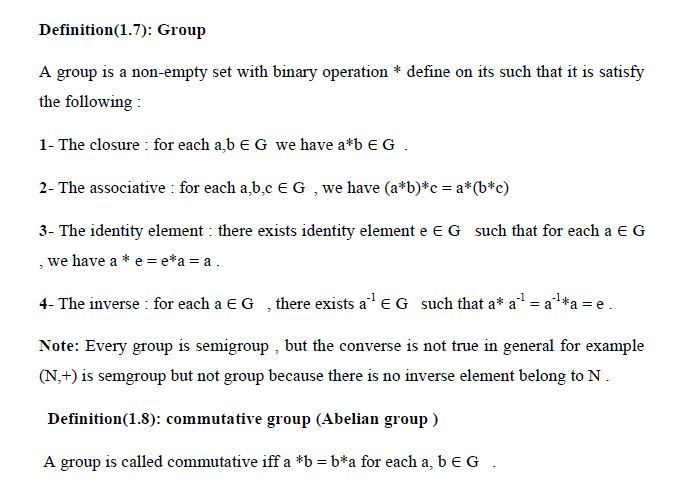 Definition(1.7): Group
A group is a non-empty set with binary operation * define on its such that it is satisfy
the following :
1- The closure : for each a,b ∈ G we have a*b ∈ G .
2- The associative : for each a,b,c ∈ G , we have (a*b)*c = a*(b*c)
3- The identity element : there exists identity element e ∈ G such that for each a ∈ G
, we have a * e = e*a = a .
4- The inverse : for each a ∈ G , there exists a⁻¹ ∈ G such that a* a⁻¹ = a⁻¹*a = e .
Note: Every group is semigroup , but the converse is not true in general for example
(N,+) is semgroup but not group because there is no inverse element belong to N .
Definition(1.8): commutative group (Abelian group )
A group is called commutative iff a *b = b*a for each a, b ∈ G .